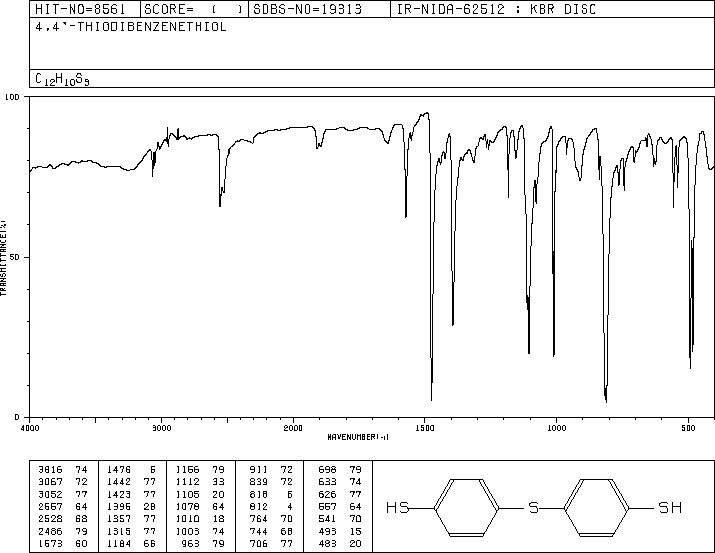 HIT-NO=8561 SCORE= ( ) SDBS-NO=19313 IR-NIDA-62512 : KBR DISC
4,4'-THIODIBENZENETHIOL
C12H10S3
100
50
0
TRANSMITTANCE(%)
4000 3000 2000 1500 1000 500
WAVENUMBER(-1)
3816 74 1476 5 1156 79 911 72 698 79
3067 72 1442 77 1112 33 839 72 633 74
3052 77 1423 77 1105 20 818 5 626 77
2557 64 1396 28 1078 64 812 4 557 64
2528 68 1357 77 1010 18 764 70 541 70
2486 79 1315 77 1003 74 744 68 493 15
1573 60 1184 66 963 79 706 77 483 20
HS S SH